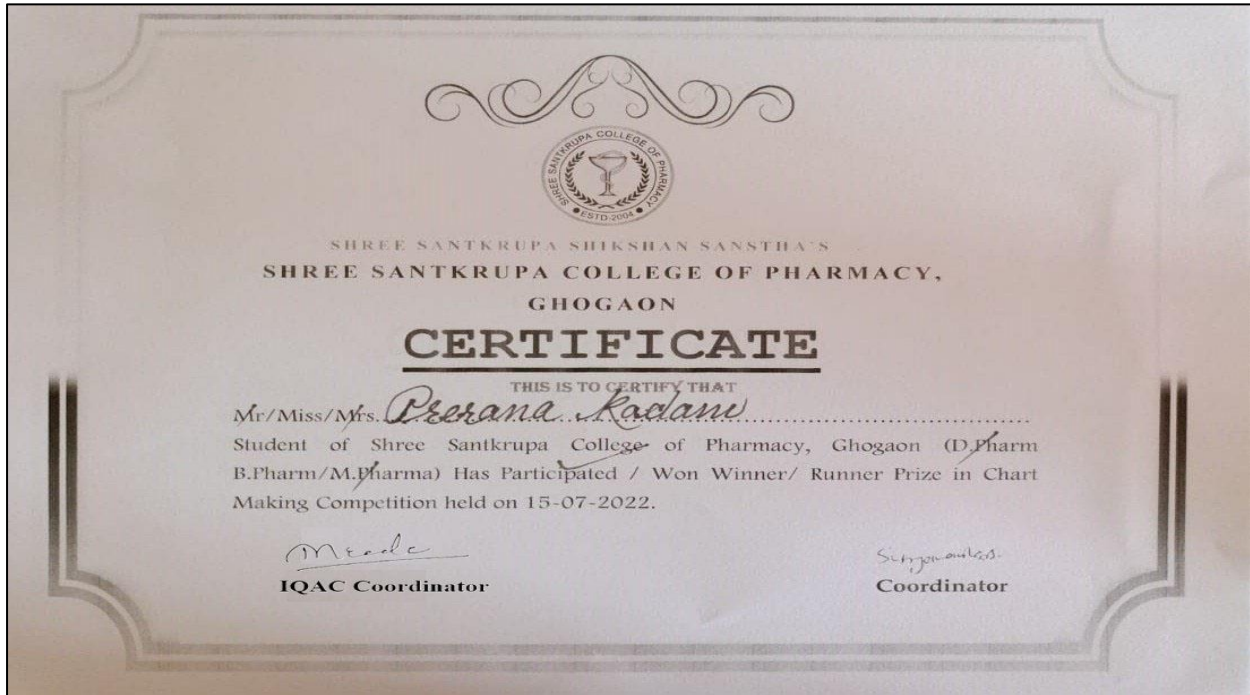 SHREE SANTKRUPA COLLEGE OF PHARMACY
ESTD-2004
SHREE SANTKRUPA SHIKSHAN SANSTHA'S
SHREE SANTKRUPA COLLEGE OF PHARMACY,
GHOGAON
CERTIFICATE
THIS IS TO CERTIFY THAT
Mr/Miss/Mrs. Prerana Kadam
Student of Shree Santkrupa College of Pharmacy, Ghogaon (D.Pharm
B.Pharm/M.Pharma) Has Participated / Won Winner/ Runner Prize in Chart
Making Competition held on 15-07-2022.
IQAC Coordinator
Coordinator